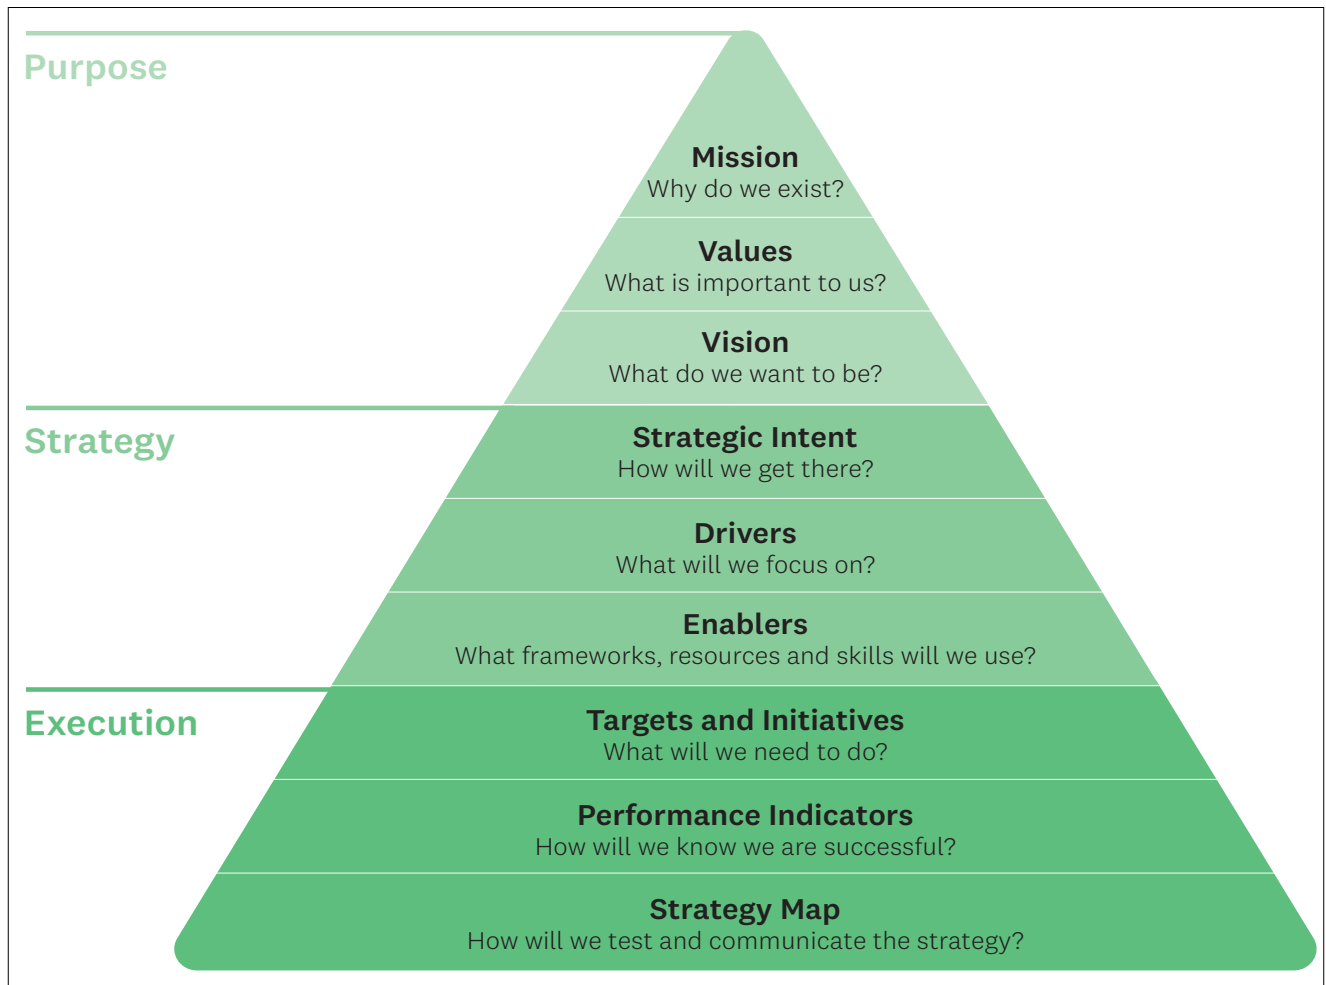 Purpose
Mission
Why do we exist?
Values
What is important to us?
Vision
What do we want to be?
Strategy
Strategic Intent
How will we get there?
Drivers
What will we focus on?
Enablers
What frameworks, resources and skills will we use?
Execution
Targets and Initiatives
What will we need to do?
Performance Indicators
How will we know we are successful?
Strategy Map
How will we test and communicate the strategy?